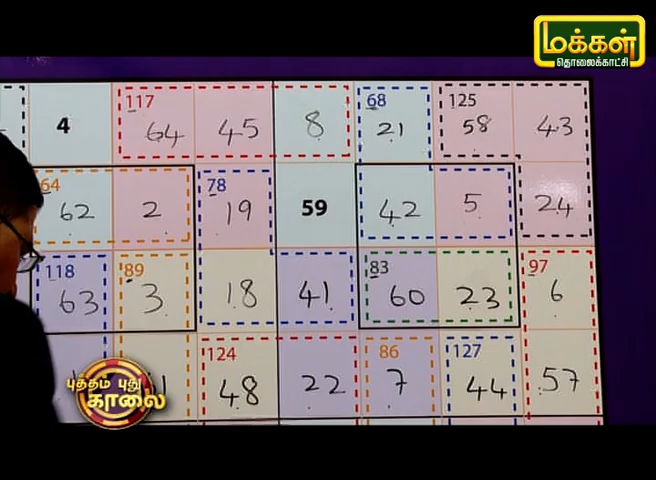 மக்கள்
தொலைக்காட்சி
117 68 125
4 64 45 8 21 58 43
64 78
62 2 19 59 42 5 24
118 89 83 97
63 3 18 41 60 23 6
124 86 127
48 22 7 44 57
புத்தம் புது
காலை